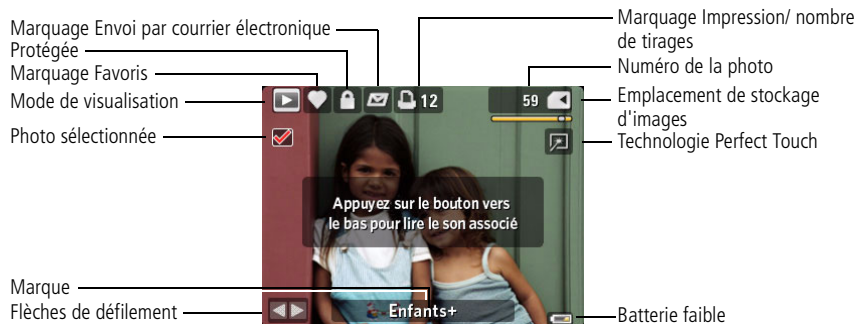 Marquage Envoi par courrier électronique
Protégée
Marquage Favoris
Mode de visualisation
Photo sélectionnée
Marquage Impression/ nombre
de tirages
Numéro de la photo
Emplacement de stockage
d'images
Technologie Perfect Touch
12
59
Appuyez sur le bouton vers
le bas pour lire le son associé
Marque
Flèches de défilement
Enfants+
Batterie faible